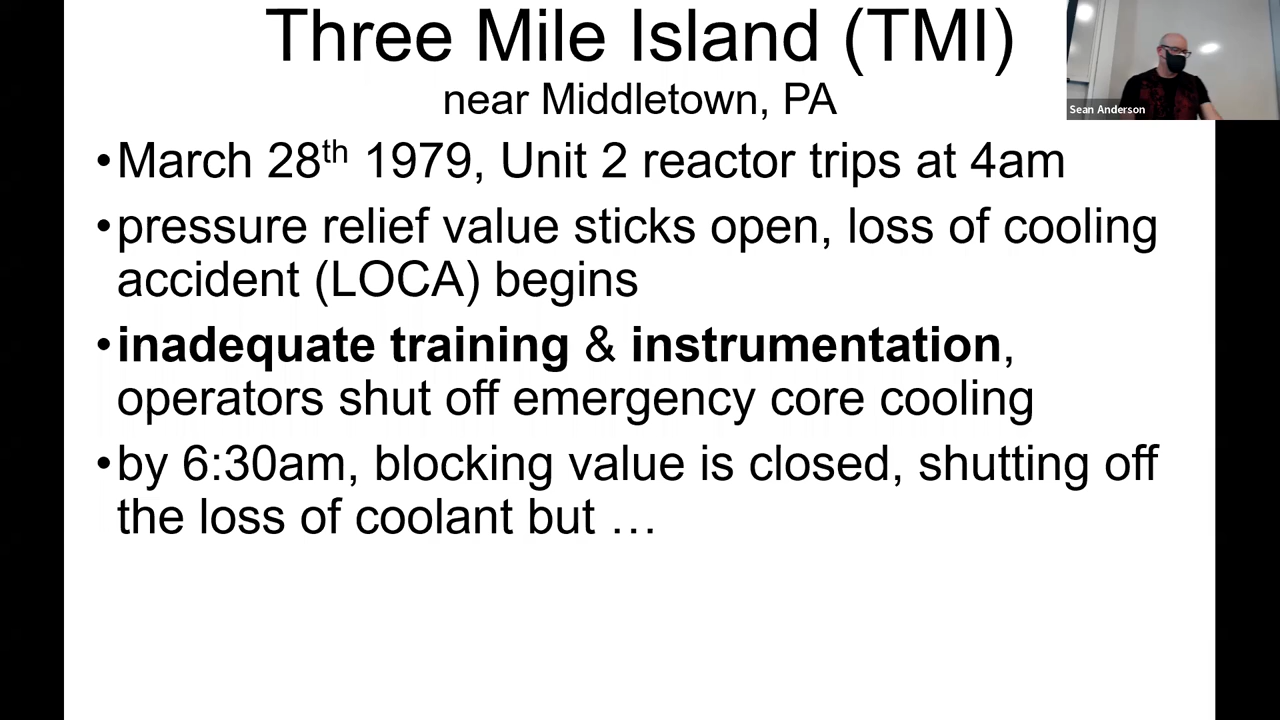 Three Mile Island (TMI)
near Middletown, PA
Sean Anderson
•March 28th 1979, Unit 2 reactor trips at 4am
•pressure relief value sticks open, loss of cooling
accident (LOCA) begins
•inadequate training & instrumentation,
operators shut off emergency core cooling
•by 6:30am, blocking value is closed, shutting off
the loss of coolant but …